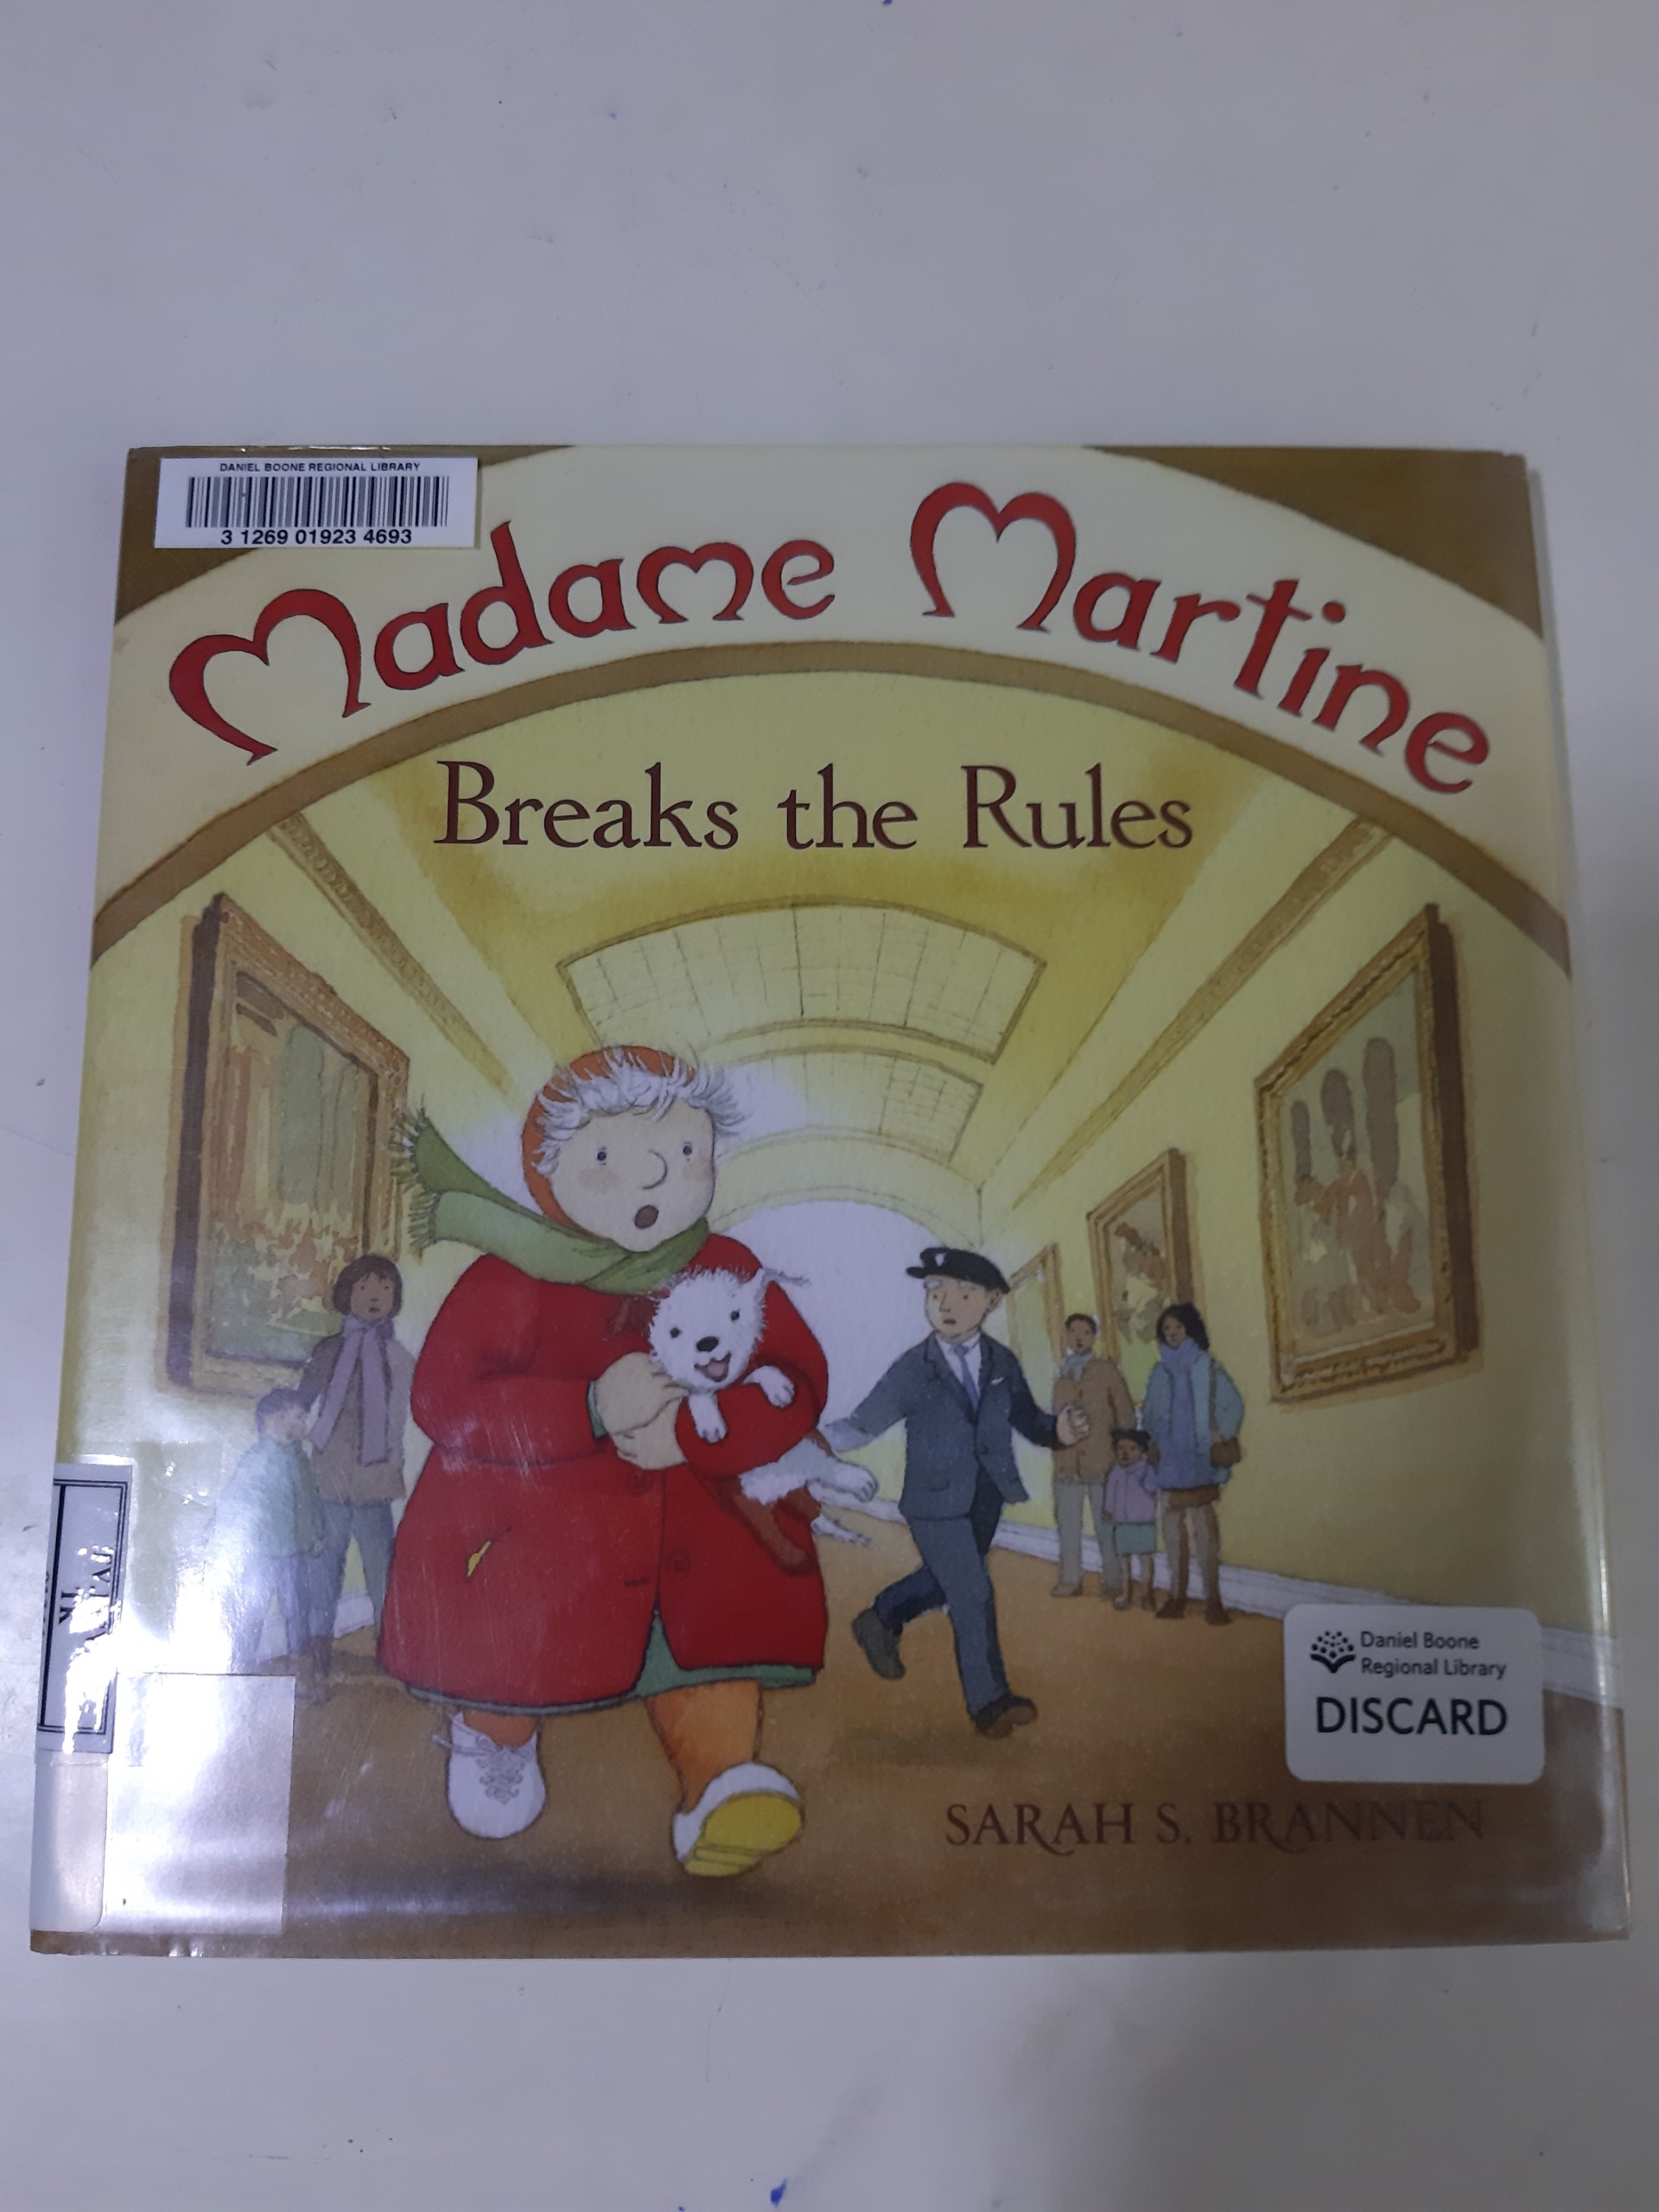 DANIEL BOONE REGIONAL LIBRARY
3 1269 01923 4693
Madame Martine
Breaks the Rules
Daniel Boone
Regional Library
DISCARD
SARAH S. BRANNEN